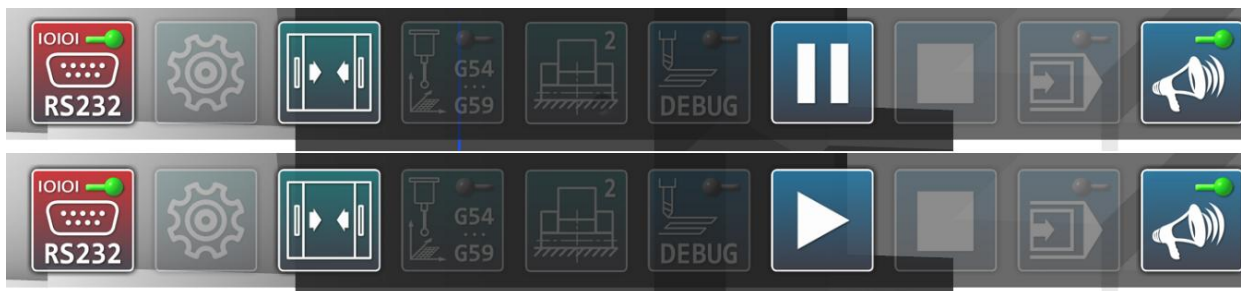 IOIOI
RS232
G54
...
G59
2
DEBUG
IOIOI
RS232
G54
...
G59
2
DEBUG